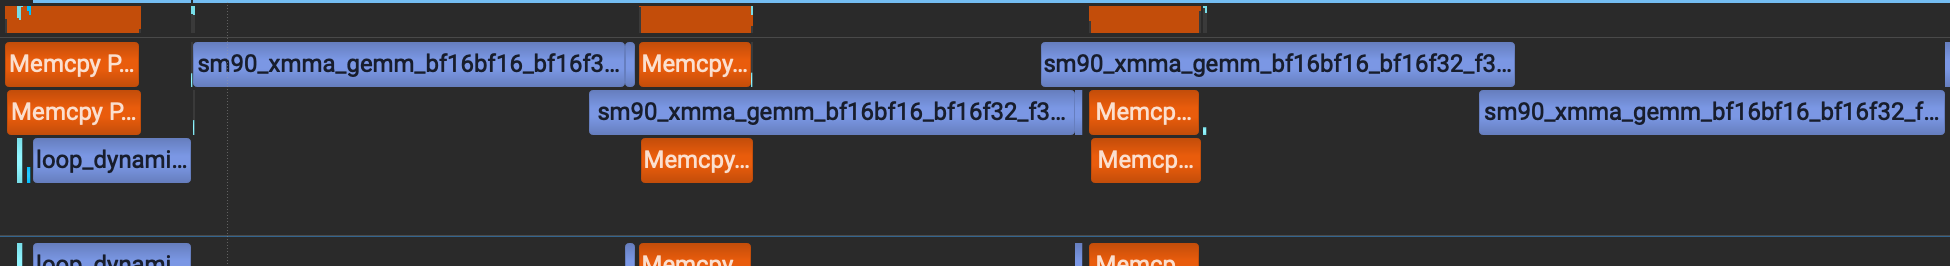 Memcpy P... sm90_xmma_gemm_bf16bf16_bf16f3... Memcpy... sm90_xmma_gemm_bf16bf16_bf16f32_f3...
Memcpy P... sm90_xmma_gemm_bf16bf16_bf16f32_f3... Memcp... sm90_xmma_gemm_bf16bf16_bf16f32_f...
loop_dynami... Memcpy... Memcp...
loop_dynami... Memcpy... Memcp...